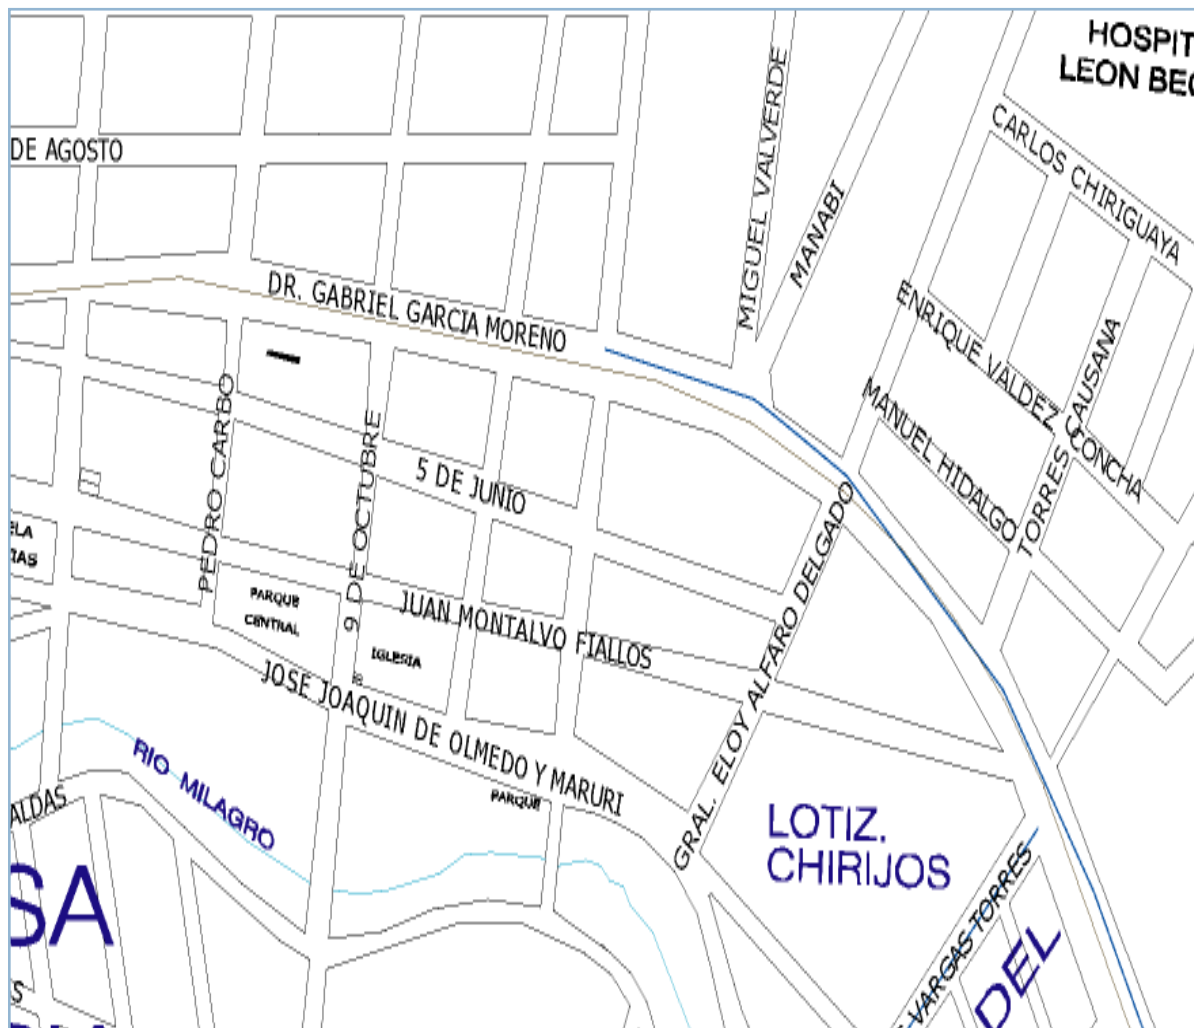 HOSPIT
LEON BEC
DE AGOSTO
MIGUEL VALVERDE
MANABI
CARLOS CHIRIGUAYA
DR. GABRIEL GARCIA MORENO
ENRIQUE VALDEZ CONCHA
TORRES CAUSANA
MANUEL HIDALGO
PEDRO CARBO
9 DE OCTUBRE
5 DE JUNIO
GRAL. ELOY ALFARO DELGADO
ELA
IAS
PARQUE
CENTRAL
JUAN MONTALVO FIALLOS
IGLESIA
JOSE JOAQUIN DE OLMEDO Y MARURI
RIO MILAGRO
PARQUE
ALDAS
LOTIZ.
CHIRIJOS
SA
VARGAS TORRES
DEL
S